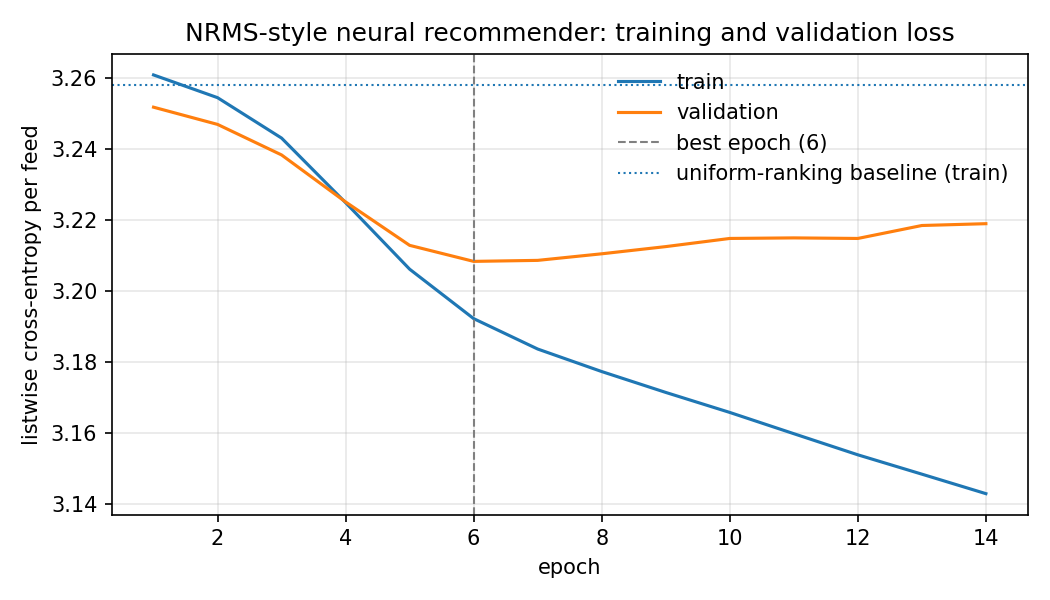 NRMS-style neural recommender: training and validation loss
listwise cross-entropy per feed
3.26
3.24
3.22
3.20
3.18
3.16
3.14
train
validation
best epoch (6)
uniform-ranking baseline (train)
2
4
6
8
10
12
14
epoch